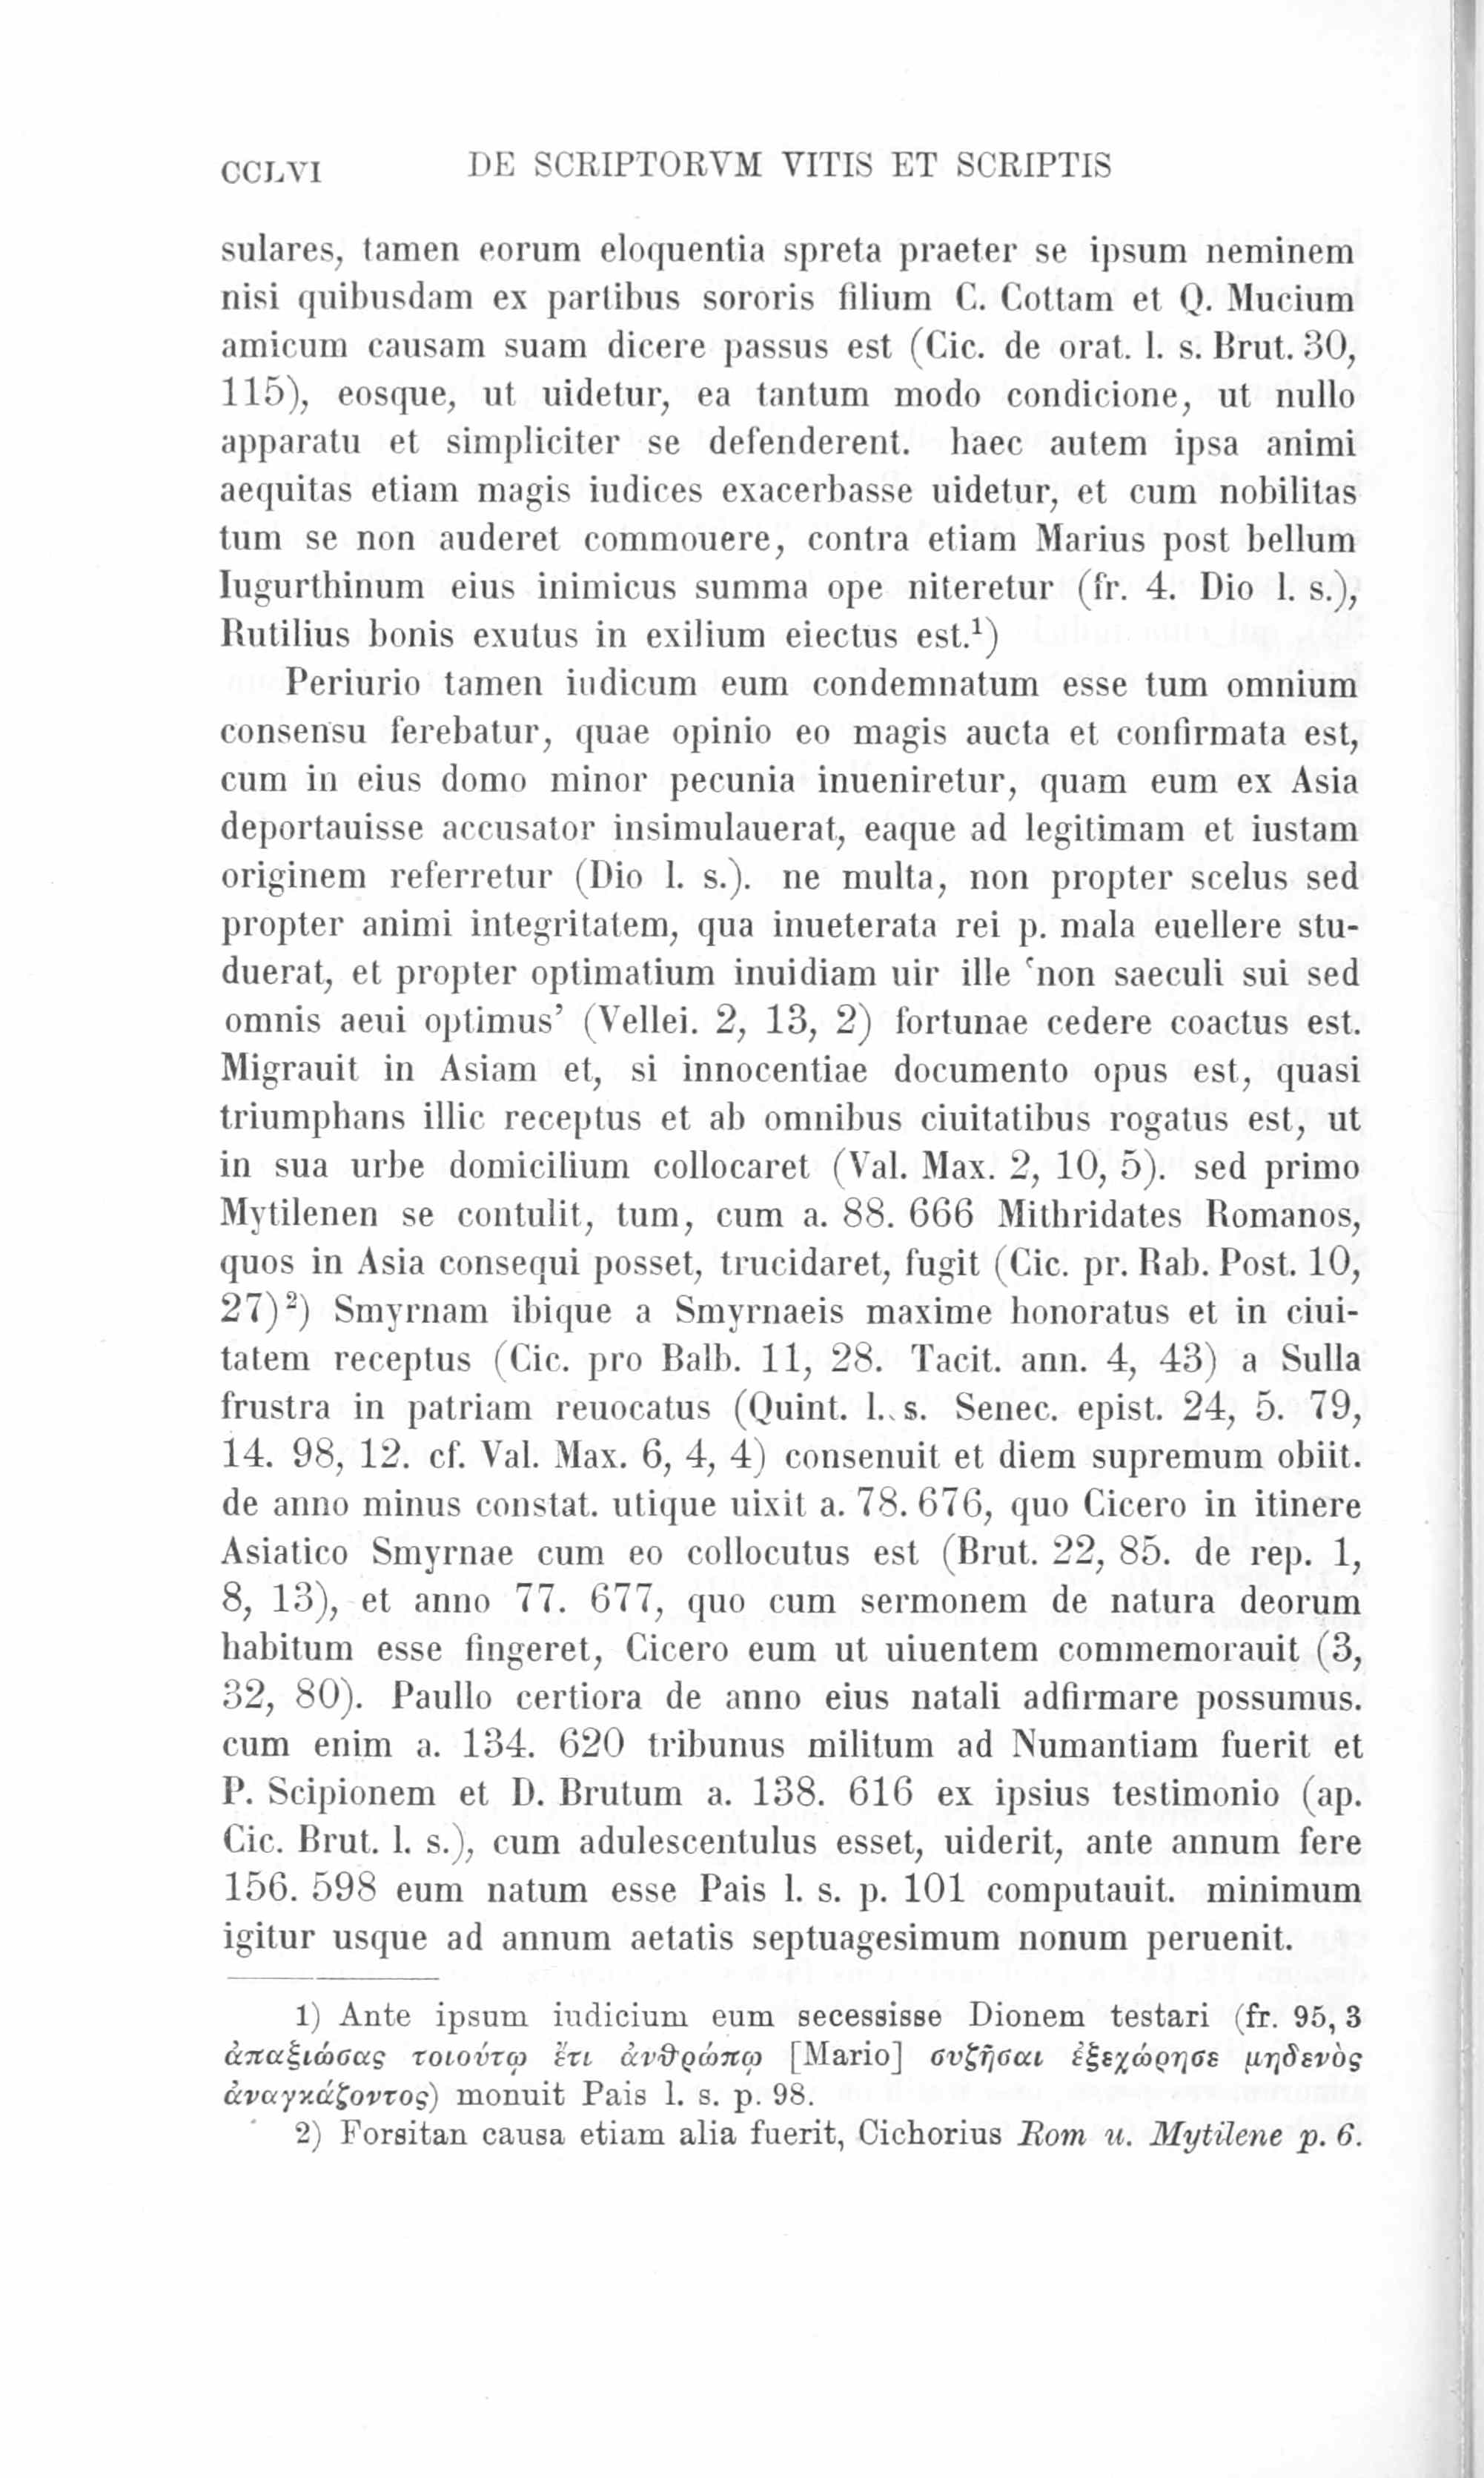 CCLVI DE SCRIPTORVM VITIS ET SCRIPTIS
sulares, tamen eorum eloquentia spreta praeter se ipsum neminem
nisi quibusdam ex partibus sororis filium C. Cottam et Q. Mucium
amicum causam suam dicere passus est (Cic. de orat. l. s. Brut. 30,
115), eosque, ut uidetur, ea tantum modo condicione, ut nullo
apparatu et simpliciter se defenderent. haec autem ipsa animi
aequitas etiam magis iudices exacerbasse uidetur, et cum nobilitas
tum se non auderet commouere, contra etiam Marius post bellum
Iugurthinum eius inimicus summa ope niteretur (fr. 4. Dio l. s.),
Rutilius bonis exutus in exilium eiectus est.¹)
Periurio tamen iudicum eum condemnatum esse tum omnium
consensu ferebatur, quae opinio eo magis aucta et confirmata est,
cum in eius domo minor pecunia inueniretur, quam eum ex Asia
deportauisse accusator insimulauerat, eaque ad legitimam et iustam
originem referretur (Dio l. s.). ne multa, non propter scelus sed
propter animi integritatem, qua inueterata rei p. mala euellere stu-
duerat, et propter optimatium inuidiam uir ille ‘non saeculi sui sed
omnis aeui optimus’ (Vellei. 2, 13, 2) fortunae cedere coactus est.
Migrauit in Asiam et, si innocentiae documento opus est, quasi
triumphans illic receptus et ab omnibus ciuitatibus rogatus est, ut
in sua urbe domicilium collocaret (Val. Max. 2, 10, 5). sed primo
Mytilenen se contulit, tum, cum a. 88. 666 Mithridates Romanos,
quos in Asia consequi posset, trucidaret, fugit (Cic. pr. Rab. Post. 10,
27)²) Smyrnam ibique a Smyrnaeis maxime honoratus et in ciui-
tatem receptus (Cic. pro Balb. 11, 28. Tacit. ann. 4, 43) a Sulla
frustra in patriam reuocatus (Quint. l. s. Senec. epist. 24, 5. 79,
14. 98, 12. cf. Val. Max. 6, 4, 4) consenuit et diem supremum obiit.
de anno minus constat. utique uixit a. 78. 676, quo Cicero in itinere
Asiatico Smyrnae cum eo collocutus est (Brut. 22, 85. de rep. 1,
8, 13), et anno 77. 677, quo cum sermonem de natura deorum
habitum esse fingeret, Cicero eum ut uiuentem commemorauit (3,
32, 80). Paullo certiora de anno eius natali adfirmare possumus.
cum enim a. 134. 620 tribunus militum ad Numantiam fuerit et
P. Scipionem et D. Brutum a. 138. 616 ex ipsius testimonio (ap.
Cic. Brut. l. s.), cum adulescentulus esset, uiderit, ante annum fere
156. 598 eum natum esse Pais l. s. p. 101 computauit. minimum
igitur usque ad annum aetatis septuagesimum nonum peruenit.
1) Ante ipsum iudicium eum secessisse Dionem testari (fr. 95, 3
ἀπαξιώσας τοιούτῳ ἔτι ἀνθρώπῳ [Mario] συζῆσαι ἐξεχώρησε μηδενὸς
ἀναγκάζοντος) monuit Pais l. s. p. 98.
2) Forsitan causa etiam alia fuerit, Cichorius Rom u. Mytilene p. 6.